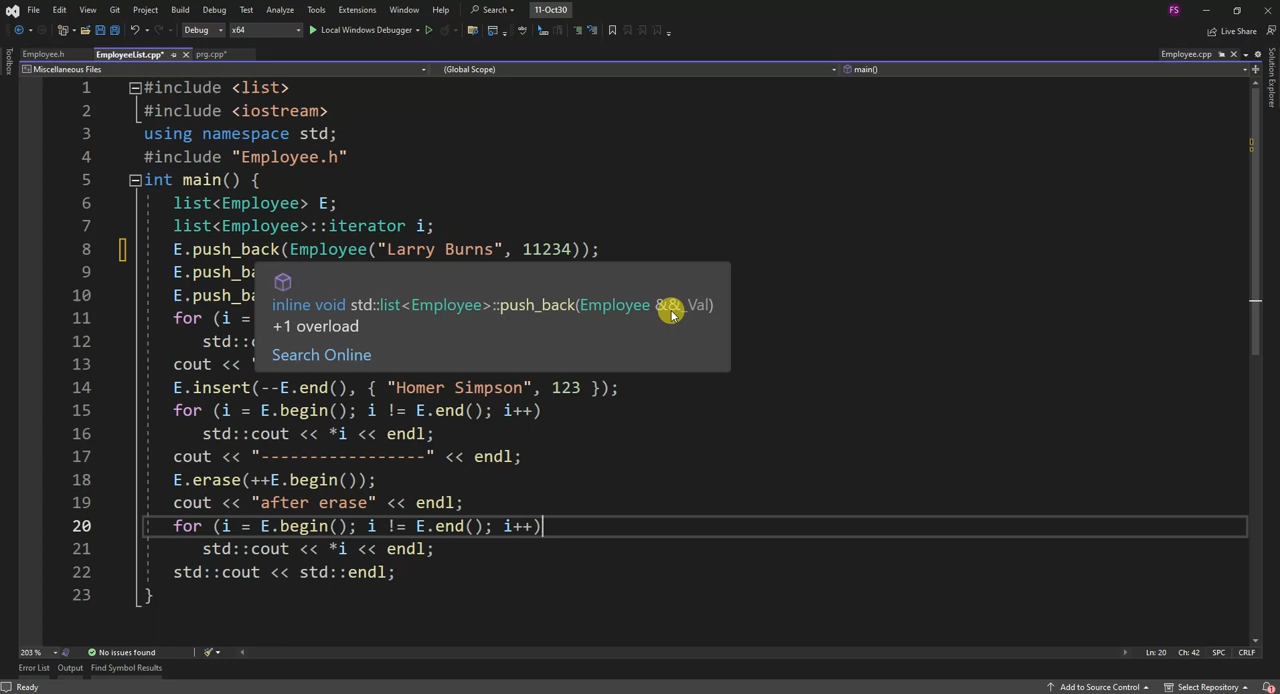 File Edit View Git Project Build Debug Test Analyze Tools Extensions Window Help Search 11-Oct30 FS
Debug x64 Local Windows Debugger Live Share
Employee.h EmployeeList.cpp* prg.cpp* Employee.cpp
Miscellaneous Files (Global Scope) main()
Toolbox
Solution Explorer
1 #include <list>
2 #include <iostream>
3 using namespace std;
4 #include "Employee.h"
5 int main() {
6 list<Employee> E;
7 list<Employee>::iterator i;
8 E.push_back(Employee("Larry Burns", 11234));
9 E.push_ba
10 E.push_ba
11 for (i =
12 std::c
13 cout << "
inline void std::list<Employee>::push_back(Employee &&_Val)
+1 overload
Search Online
14 E.insert(--E.end(), { "Homer Simpson", 123 });
15 for (i = E.begin(); i != E.end(); i++)
16 std::cout << *i << endl;
17 cout << "-----------------" << endl;
18 E.erase(++E.begin());
19 cout << "after erase" << endl;
20 for (i = E.begin(); i != E.end(); i++)
21 std::cout << *i << endl;
22 std::cout << std::endl;
23 }
203 % No issues found Ln: 20 Ch: 42 SPC CRLF
Error List Output Find Symbol Results
Ready Add to Source Control Select Repository